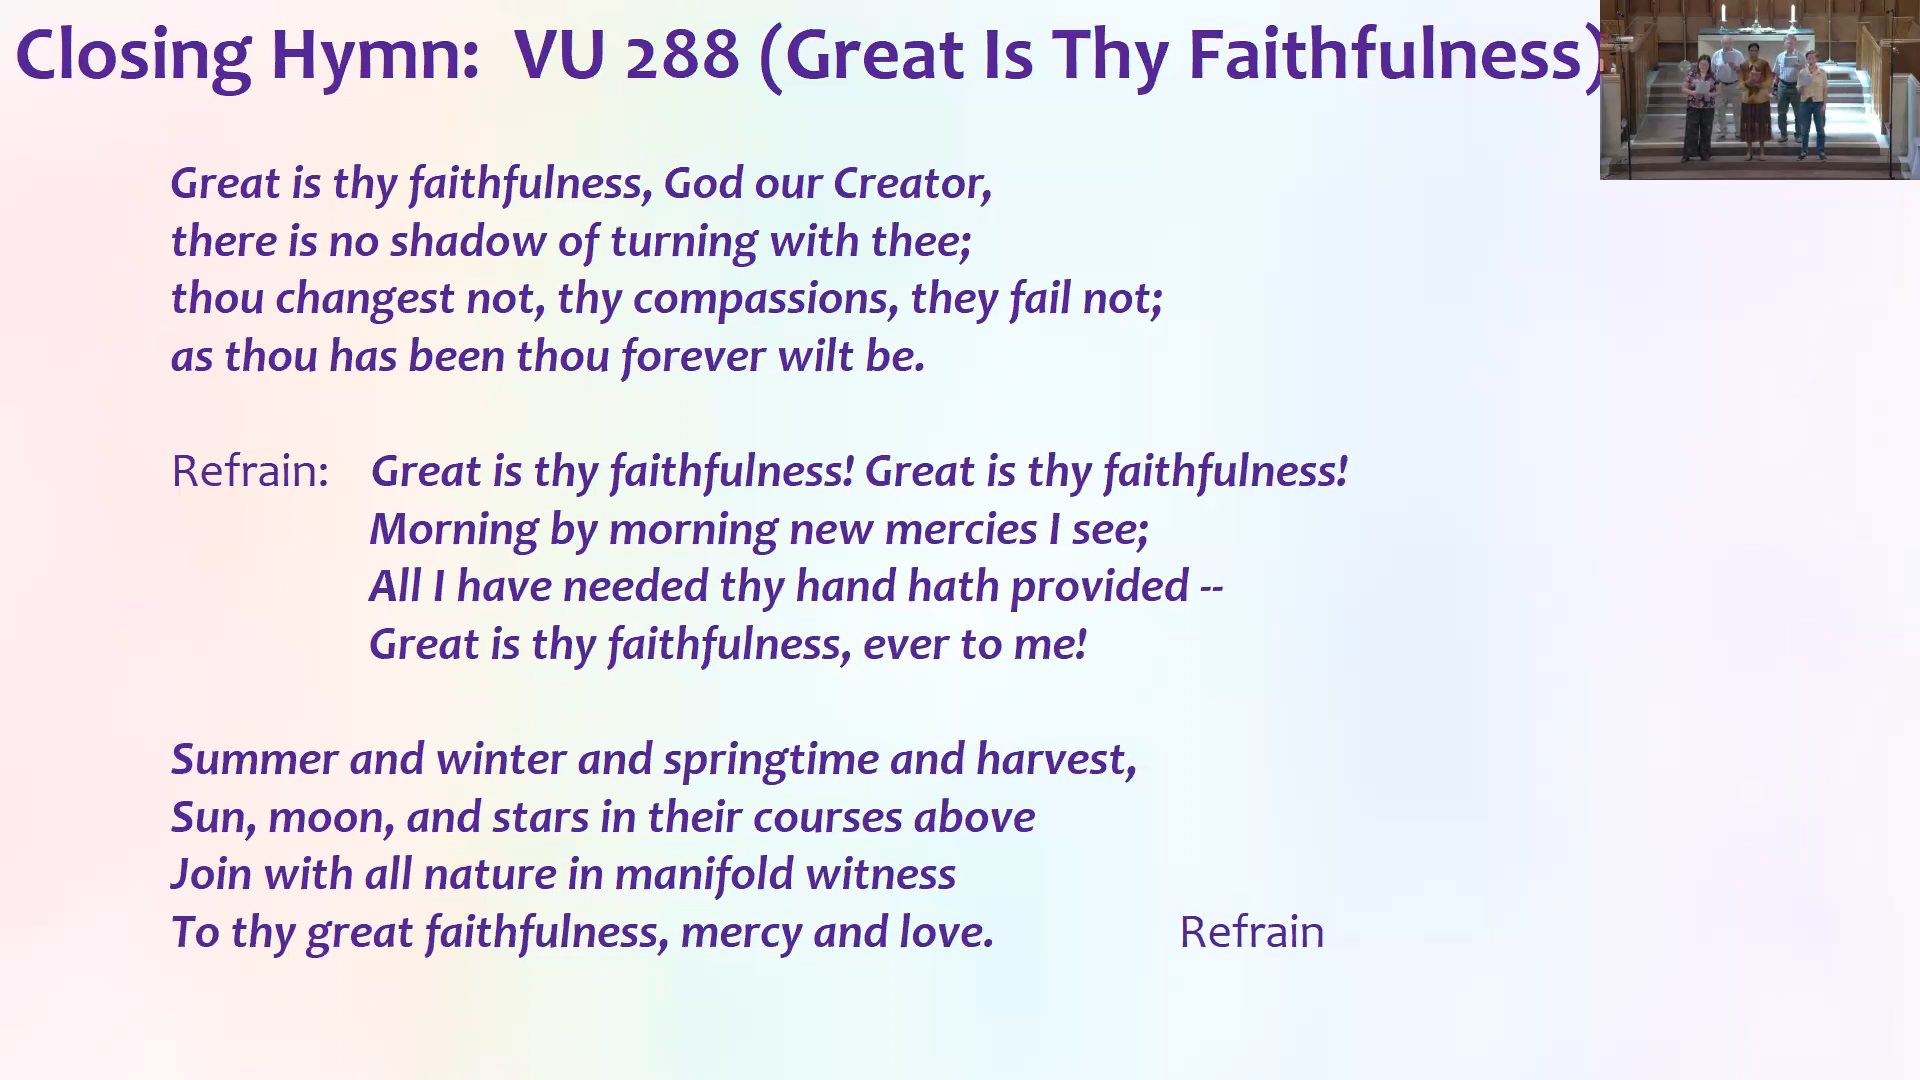 Closing Hymn: VU 288 (Great Is Thy Faithfulness)
Great is thy faithfulness, God our Creator,
there is no shadow of turning with thee;
thou changest not, thy compassions, they fail not;
as thou has been thou forever wilt be.
Refrain: Great is thy faithfulness! Great is thy faithfulness!
Morning by morning new mercies I see;
All I have needed thy hand hath provided --
Great is thy faithfulness, ever to me!
Summer and winter and springtime and harvest,
Sun, moon, and stars in their courses above
Join with all nature in manifold witness
To thy great faithfulness, mercy and love. Refrain